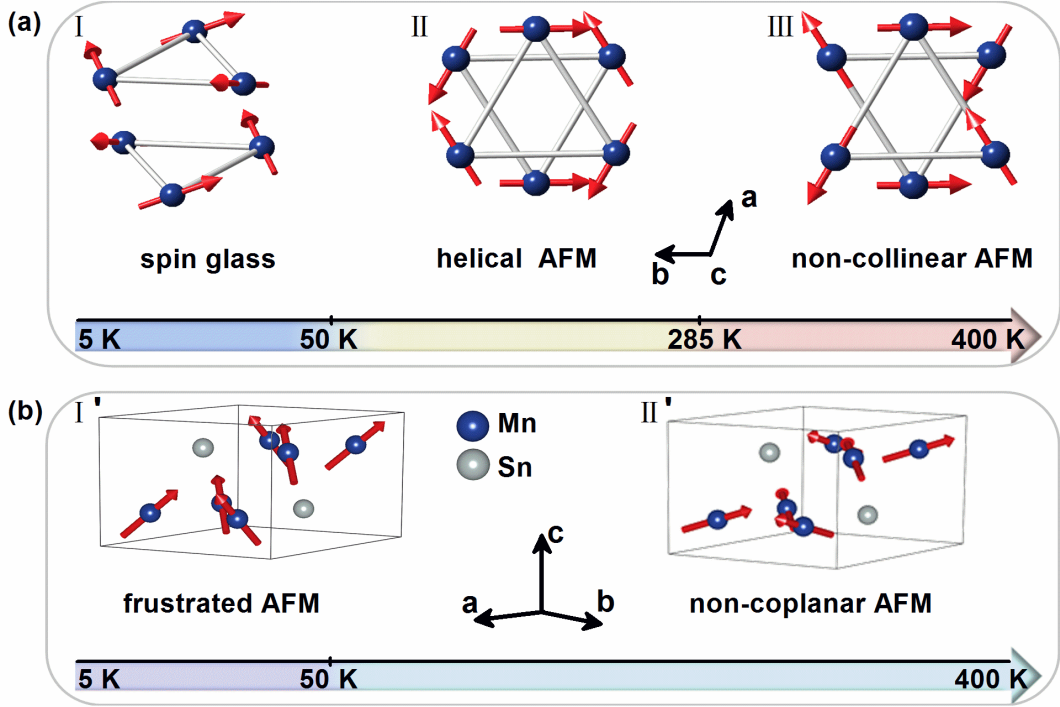 (a)
I
II
III
a
b
c
spin glass
helical AFM
non-collinear AFM
5 K
50 K
285 K
400 K
(b)
I '
II '
Mn
Sn
c
a
b
frustrated AFM
non-coplanar AFM
5 K
50 K
400 K